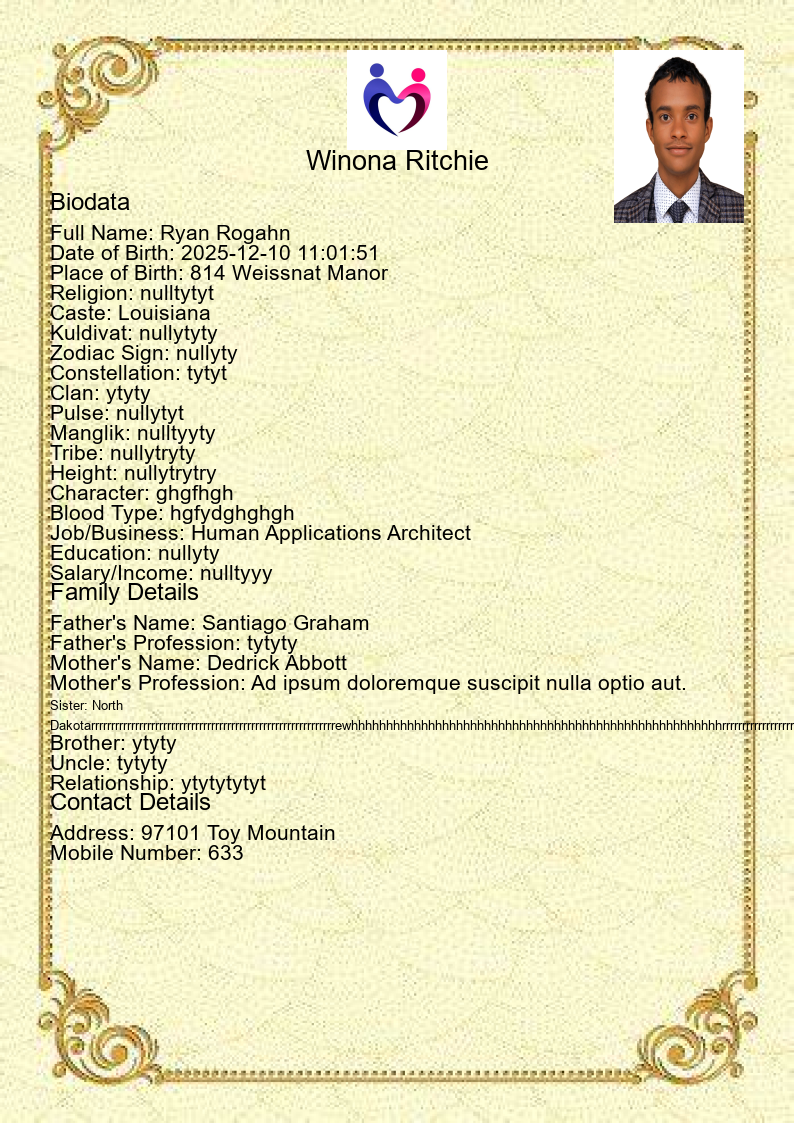 Winona Ritchie
Biodata
Full Name: Ryan Rogahn
Date of Birth: 2025-12-10 11:01:51
Place of Birth: 814 Weissnat Manor
Religion: nulltytyt
Caste: Louisiana
Kuldivat: nullytyty
Zodiac Sign: nullyty
Constellation: tytyt
Clan: ytyty
Pulse: nullytyt
Manglik: nulltyyty
Tribe: nullytryty
Height: nullytrytry
Character: ghgfhgh
Blood Type: hgfydghghgh
Job/Business: Human Applications Architect
Education: nullyty
Salary/Income: nulltyyy
Family Details
Father's Name: Santiago Graham
Father's Profession: tytyty
Mother's Name: Dedrick Abbott
Mother's Profession: Ad ipsum doloremque suscipit nulla optio aut.
Sister: North
Brother: ytyty
Uncle: tytyty
Relationship: ytytytytyt
Contact Details
Address: 97101 Toy Mountain
Mobile Number: 633